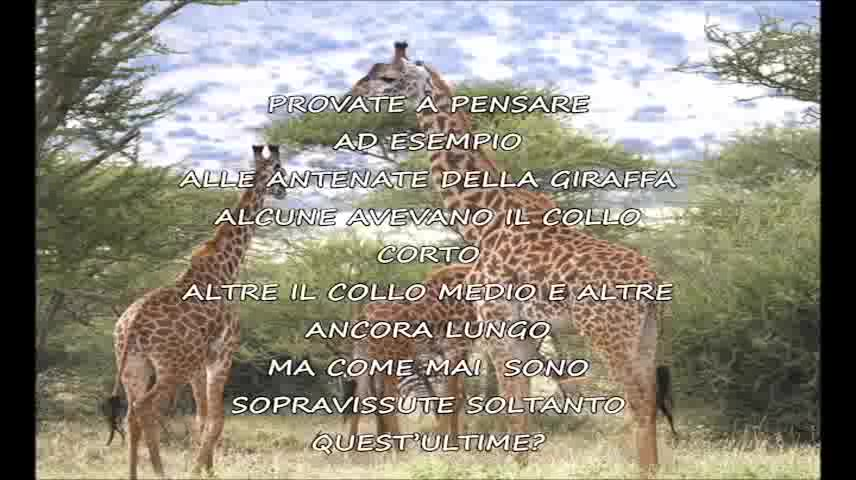 PROVATE A PENSARE
AD ESEMPIO
ALLE ANTENATE DELLA GIRAFFA
ALCUNE AVEVANO IL COLLO
CORTO
ALTRE IL COLLO MEDIO E ALTRE
ANCORA LUNGO
MA COME MAI SONO
SOPRAVISSUTE SOLTANTO
QUEST'ULTIME?